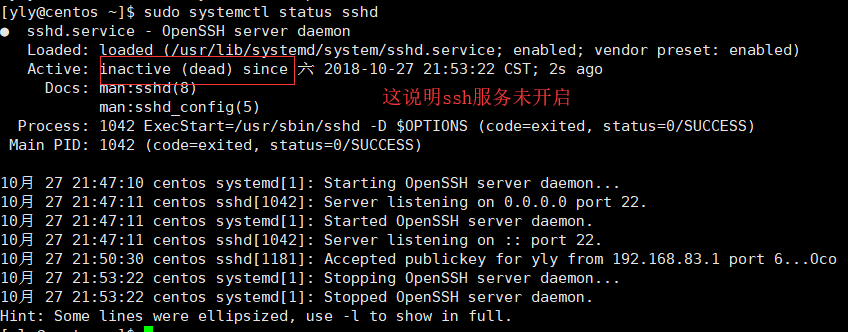 [yly@centos ~]$ sudo systemctl status sshd
● sshd.service - OpenSSH server daemon
Loaded: loaded (/usr/lib/systemd/system/sshd.service; enabled; vendor preset: enabled)
Active: inactive (dead) since 六 2018-10-27 21:53:22 CST; 2s ago
Docs: man:sshd(8)
这说明ssh服务未开启
man:sshd_config(5)
Process: 1042 ExecStart=/usr/sbin/sshd -D $OPTIONS (code=exited, status=0/SUCCESS)
Main PID: 1042 (code=exited, status=0/SUCCESS)
10月 27 21:47:10 centos systemd[1]: Starting OpenSSH server daemon...
10月 27 21:47:11 centos sshd[1042]: Server listening on 0.0.0.0 port 22.
10月 27 21:47:11 centos systemd[1]: Started OpenSSH server daemon.
10月 27 21:47:11 centos sshd[1042]: Server listening on :: port 22.
10月 27 21:50:30 centos sshd[1181]: Accepted publickey for yly from 192.168.83.1 port 6...Oco
10月 27 21:53:22 centos systemd[1]: Stopping OpenSSH server daemon...
10月 27 21:53:22 centos systemd[1]: Stopped OpenSSH server daemon.
Hint: Some lines were ellipsized, use -l to show in full.
[yly@centos ~]$